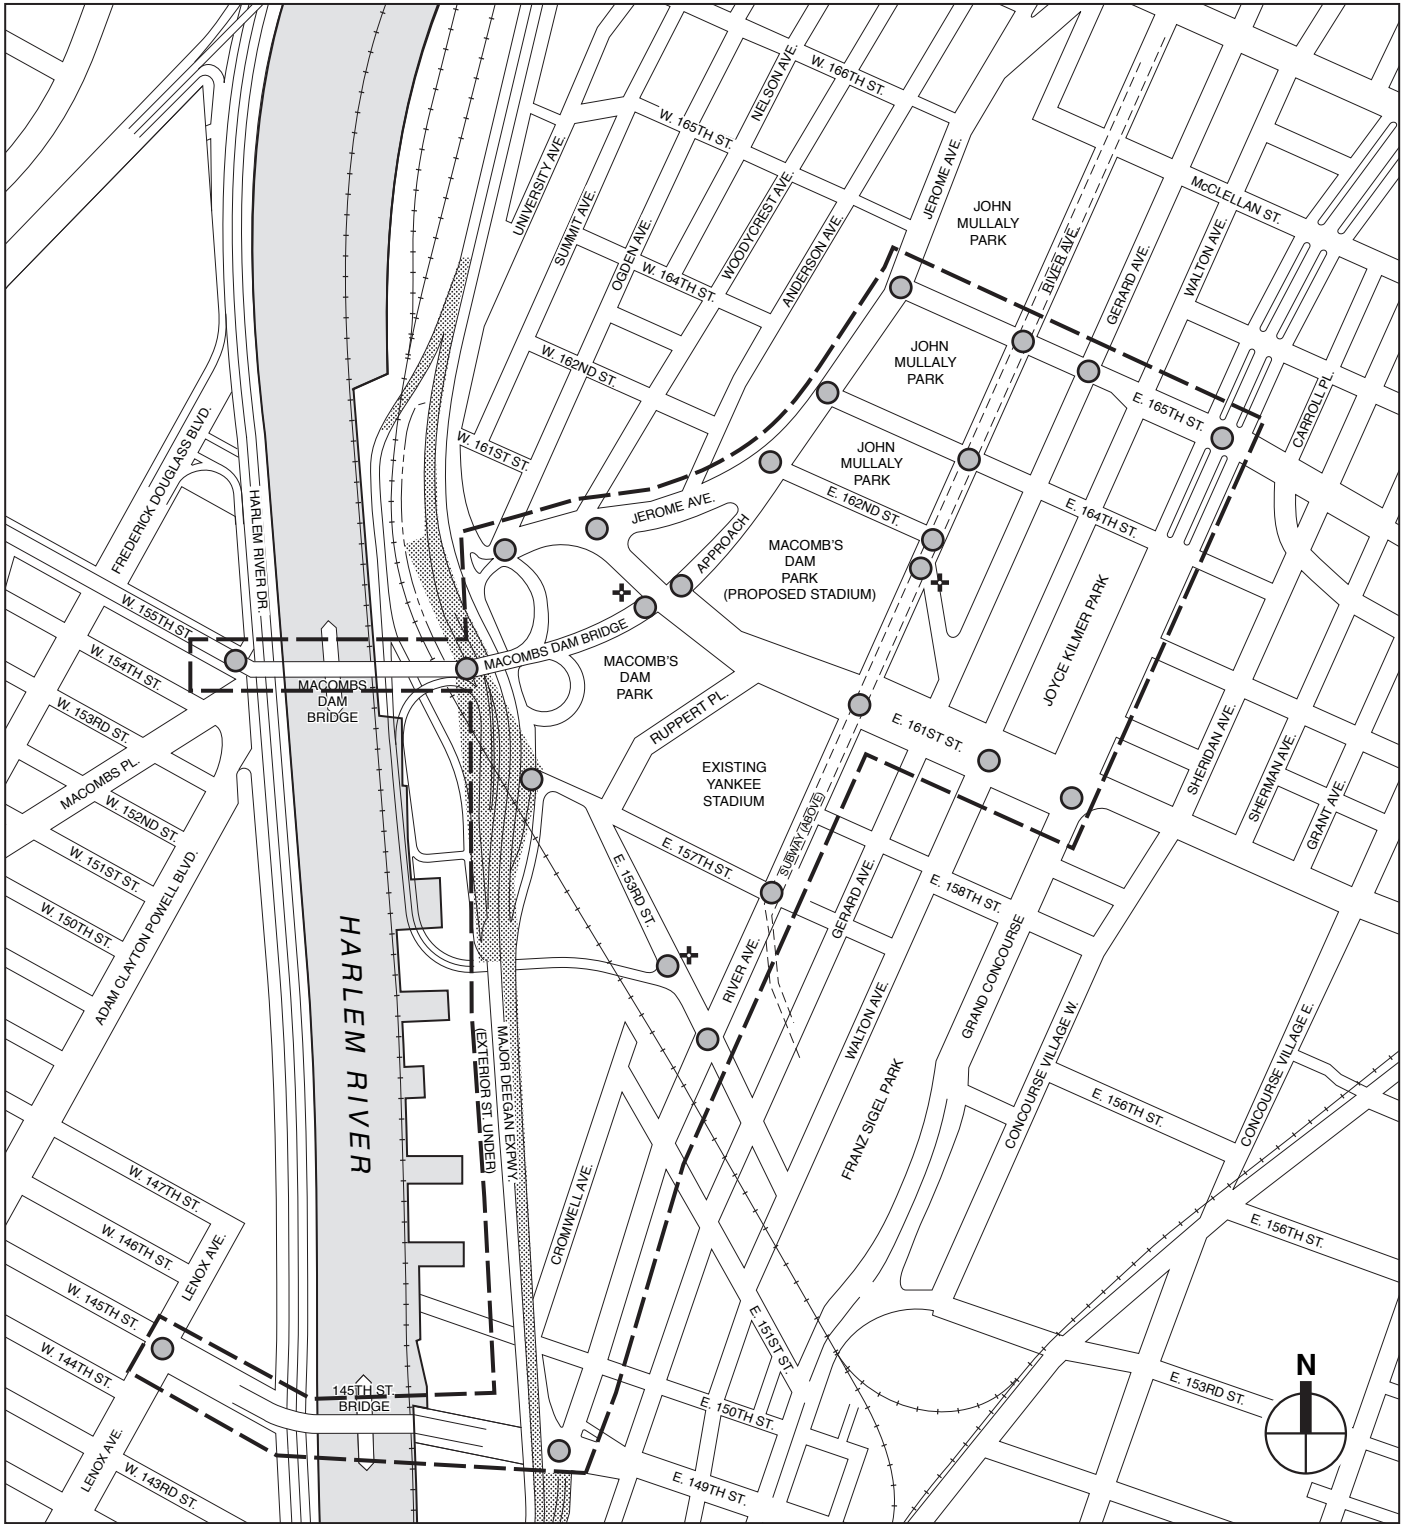 W. 166TH ST.
NELSON AVE.
W. 165TH ST.
UNIVERSITY AVE.
SUMMIT AVE.
OGDEN AVE.
WOODYCREST AVE.
ANDERSON AVE.
JEROME AVE.
JOHN
MULLALY
PARK
McCLELLAN ST.
RIVER AVE.
GERARD AVE.
WALTON AVE.
W. 164TH ST.
W. 162ND ST.
JOHN
MULLALY
PARK
E. 165TH ST.
CARROLL PL.
FREDERICK DOUGLASS BLVD.
HARLEM RIVER DR.
W. 161ST ST.
JOHN
MULLALY
PARK
E. 162ND ST.
E. 164TH ST.
JEROME AVE.
APPROACH
MACOMB'S
DAM
PARK
(PROPOSED STADIUM)
JOYCE KILMER PARK
W. 155TH ST.
W. 154TH ST.
W. 153RD ST.
MACOMBS PL.
W. 152ND ST.
W. 151ST ST.
W. 150TH ST.
MACOMBS
DAM
BRIDGE
MACOMBS DAM BRIDGE
MACOMB'S
DAM
PARK
RUPPERT PL.
E. 161ST ST.
EXISTING
YANKEE
STADIUM
SUBWAY (ABOVE)
SHERIDAN AVE.
SHERMAN AVE.
GRANT AVE.
ADAM CLAYTON POWELL BLVD.
E. 157TH ST.
E. 153RD ST.
GERARD AVE.
E. 158TH ST.
RIVER AVE.
WALTON AVE.
GRAND CONCOURSE
HARLEM RIVER
MAJOR DEEGAN EXPWY.
(EXTERIOR ST. UNDER)
FRANZ SIGEL PARK
CONCOURSE VILLAGE W.
CONCOURSE VILLAGE E.
E. 156TH ST.
E. 156TH ST.
CROMWELL AVE.
W. 147TH ST.
W. 146TH ST.
LENOX AVE.
W. 145TH ST.
W. 144TH ST.
145TH ST.
BRIDGE
E. 151ST ST.
E. 150TH ST.
E. 153RD ST.
N
LENOX AVE.
W. 143RD ST.
E. 149TH ST.